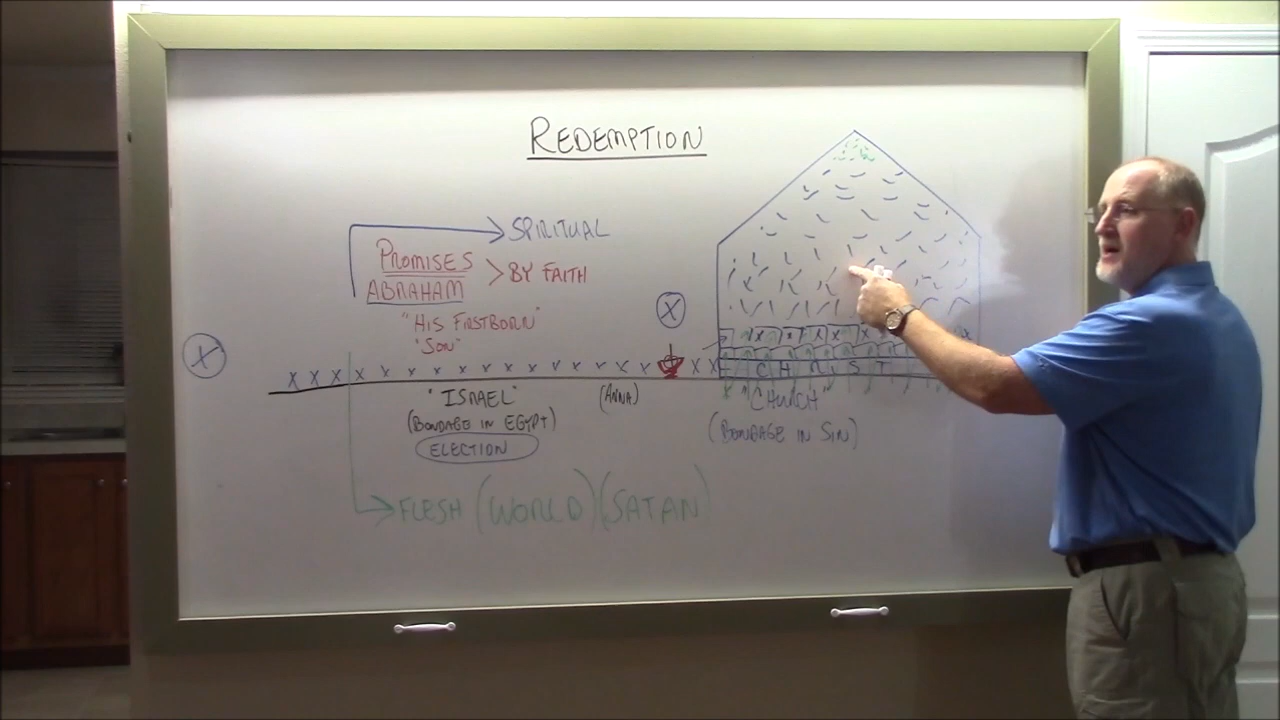 REDEMPTION
SPIRITUAL
PROMISES
ABRAHAM
> BY FAITH
"HIS FIRSTBORN"
"SON"
X
X
X X X X X X X X X X X X X X X X
CHRIST
"ISRAEL"
(ANNA)
"CHURCH"
(BONDAGE IN EGYPT)
(BONDAGE IN SIN)
ELECTION
FLESH (WORLD) (SATAN)